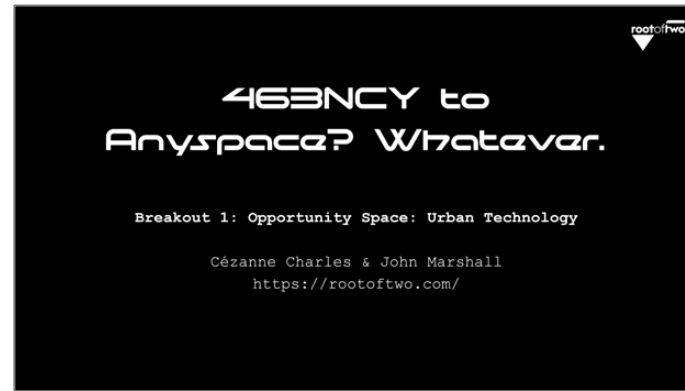 rootoftwo
463NCY to
Anyspace? Whatever.
Breakout 1: Opportunity Space: Urban Technology
Cézanne Charles & John Marshall
https://rootoftwo.com/